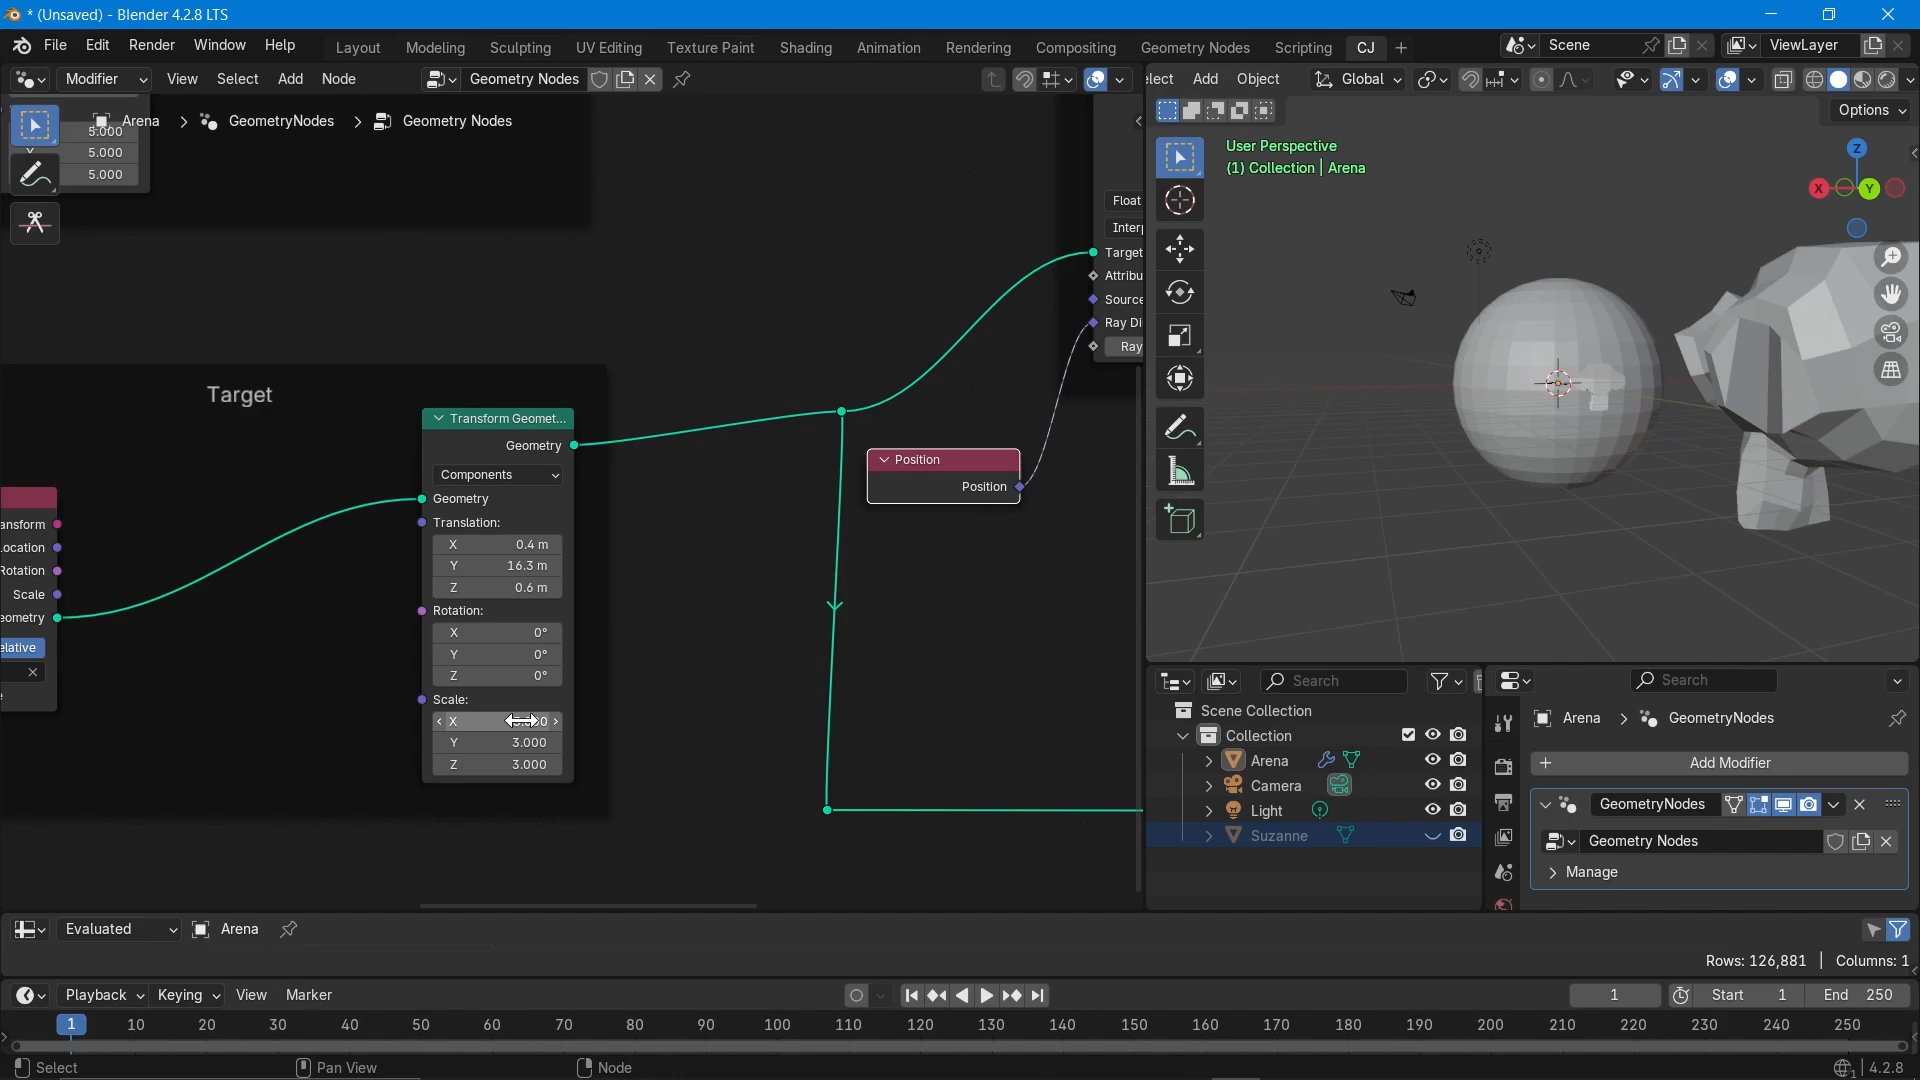 * (Unsaved) - Blender 4.2.8 LTS
File Edit Render Window Help Layout Modeling Sculpting UV Editing Texture Paint Shading Animation Rendering Compositing Geometry Nodes Scripting CJ Scene ViewLayer
Modifier View Select Add Node Geometry Nodes
elect Add Object Global
Options
Arena > GeometryNodes > Geometry Nodes
5.000
5.000
5.000
User Perspective
(1) Collection | Arena
Z
X Y
Float
Inter
Target
Attribu
Source
Ray Di
Ray
Target
Transform Geomet...
Geometry
Components
Geometry
Translation:
X 0.4 m
Y 16.3 m
Z 0.6 m
Rotation:
X 0°
Y 0°
Z 0°
Scale:
X
Y 3.000
Z 3.000
Position
Position
ansform
ocation
Rotation
Scale
eometry
elative
Search
Scene Collection
Collection
Arena
Camera
Light
Suzanne
Search
Arena > GeometryNodes
+ Add Modifier
GeometryNodes
Geometry Nodes
Manage
Evaluated Arena
Rows: 126,881 | Columns: 1
Playback Keying View Marker 1 Start 1 End 250
1 10 20 30 40 50 60 70 80 90 100 110 120 130 140 150 160 170 180 190 200 210 220 230 240 250
Select Pan View Node 4.2.8